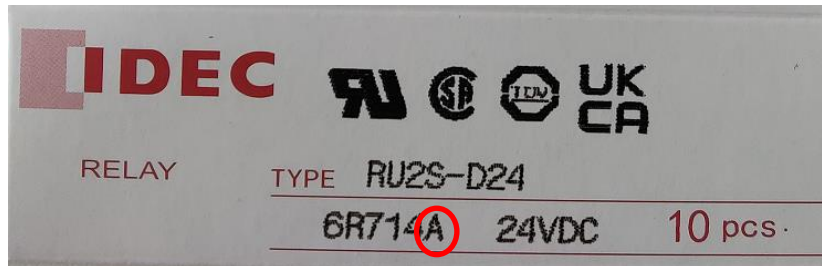 IDEC
UK
CA
RELAY
TYPE RU2S-D24
6R714A 24VDC 10 pcs.